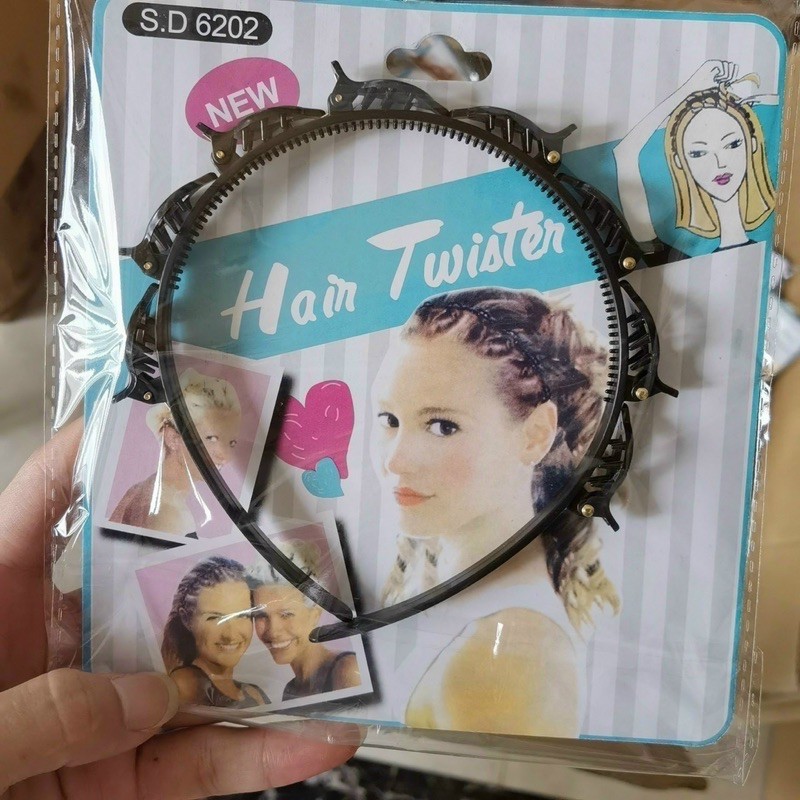 S.D 6202
NEW
Hair Twister